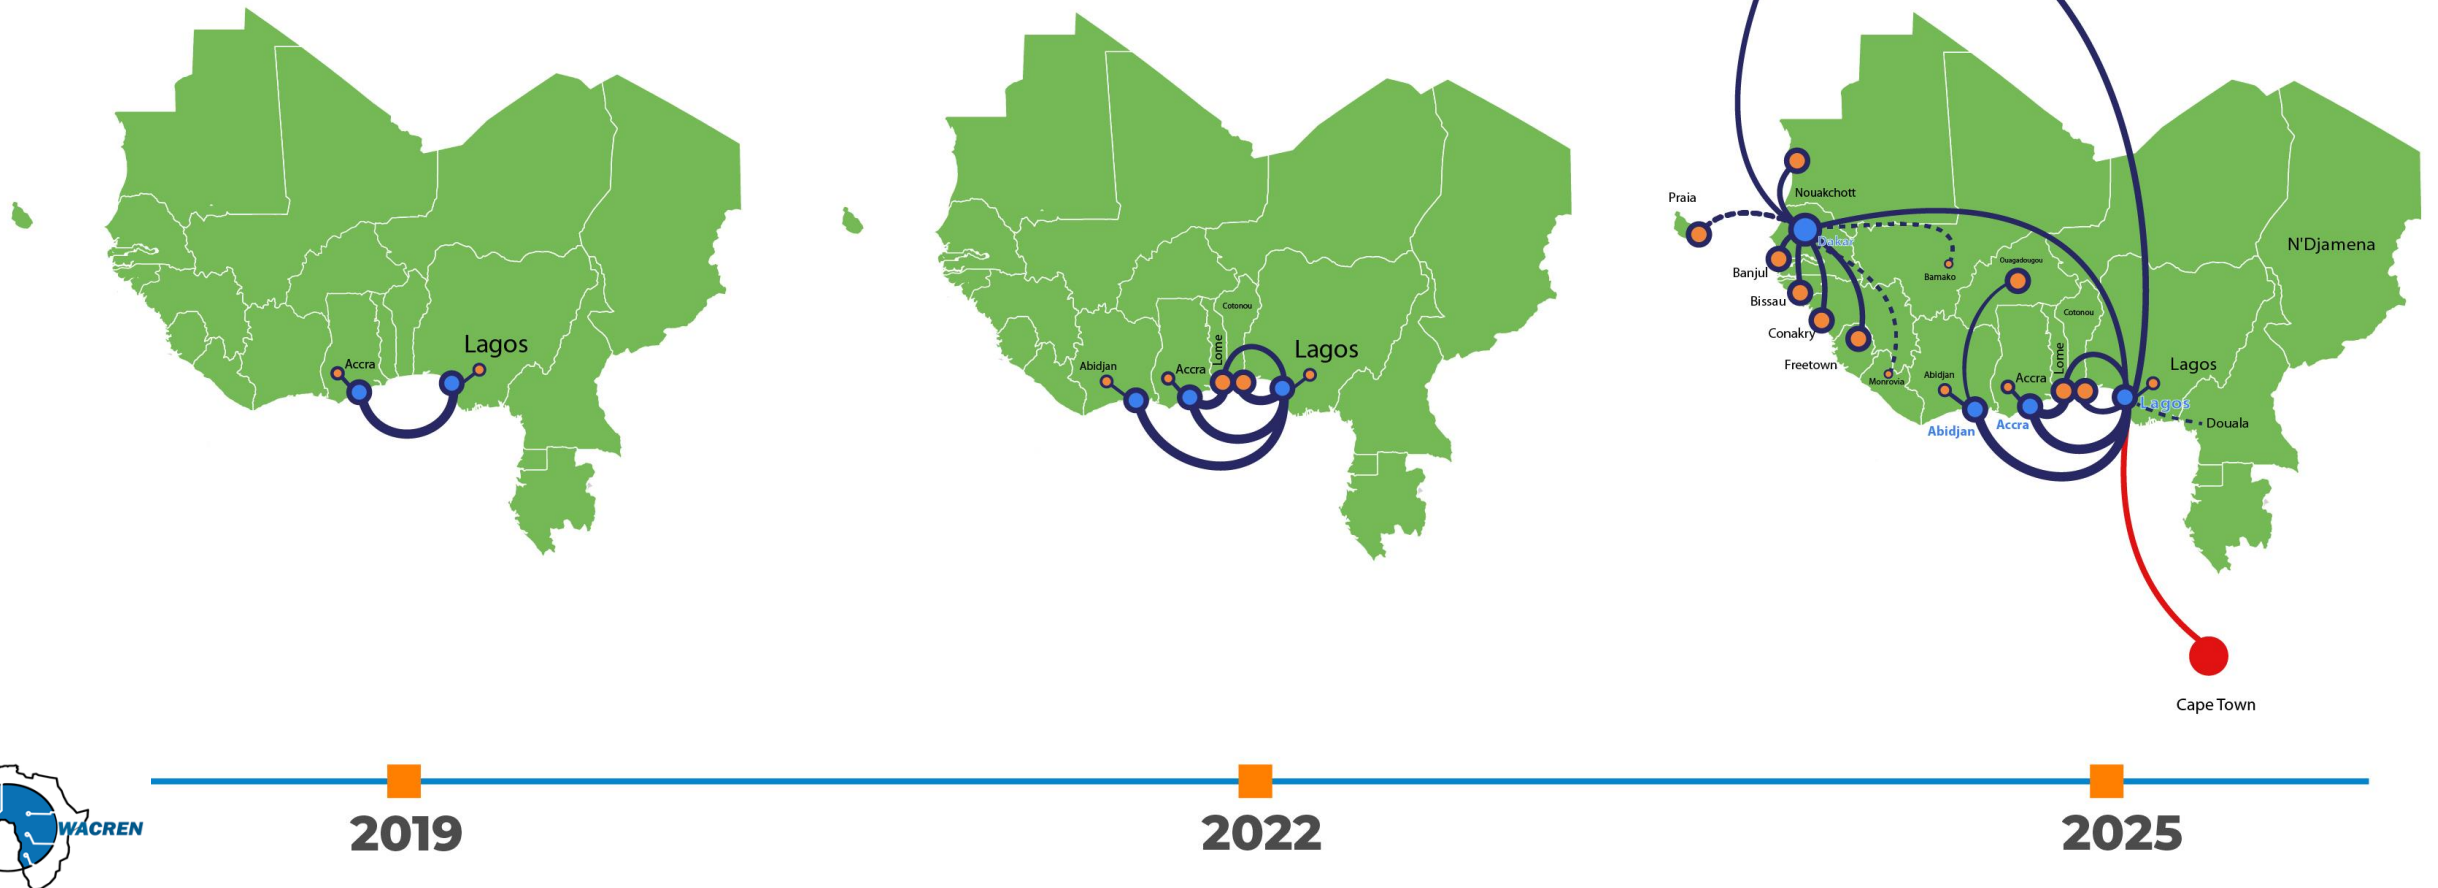 Accra
Lagos
Cotonou
Lome
Abidjan
Accra
Lagos
Praia
Nouakchott
Dakar
N'Djamena
Banjul
Bamako
Ouagadougou
Bissau
Cotonou
Conakry
Lome
Freetown
Monrovia
Abidjan
Accra
Lagos
Lagos
Abidjan
Accra
Douala
Cape Town
WACREN
2019
2022
2025